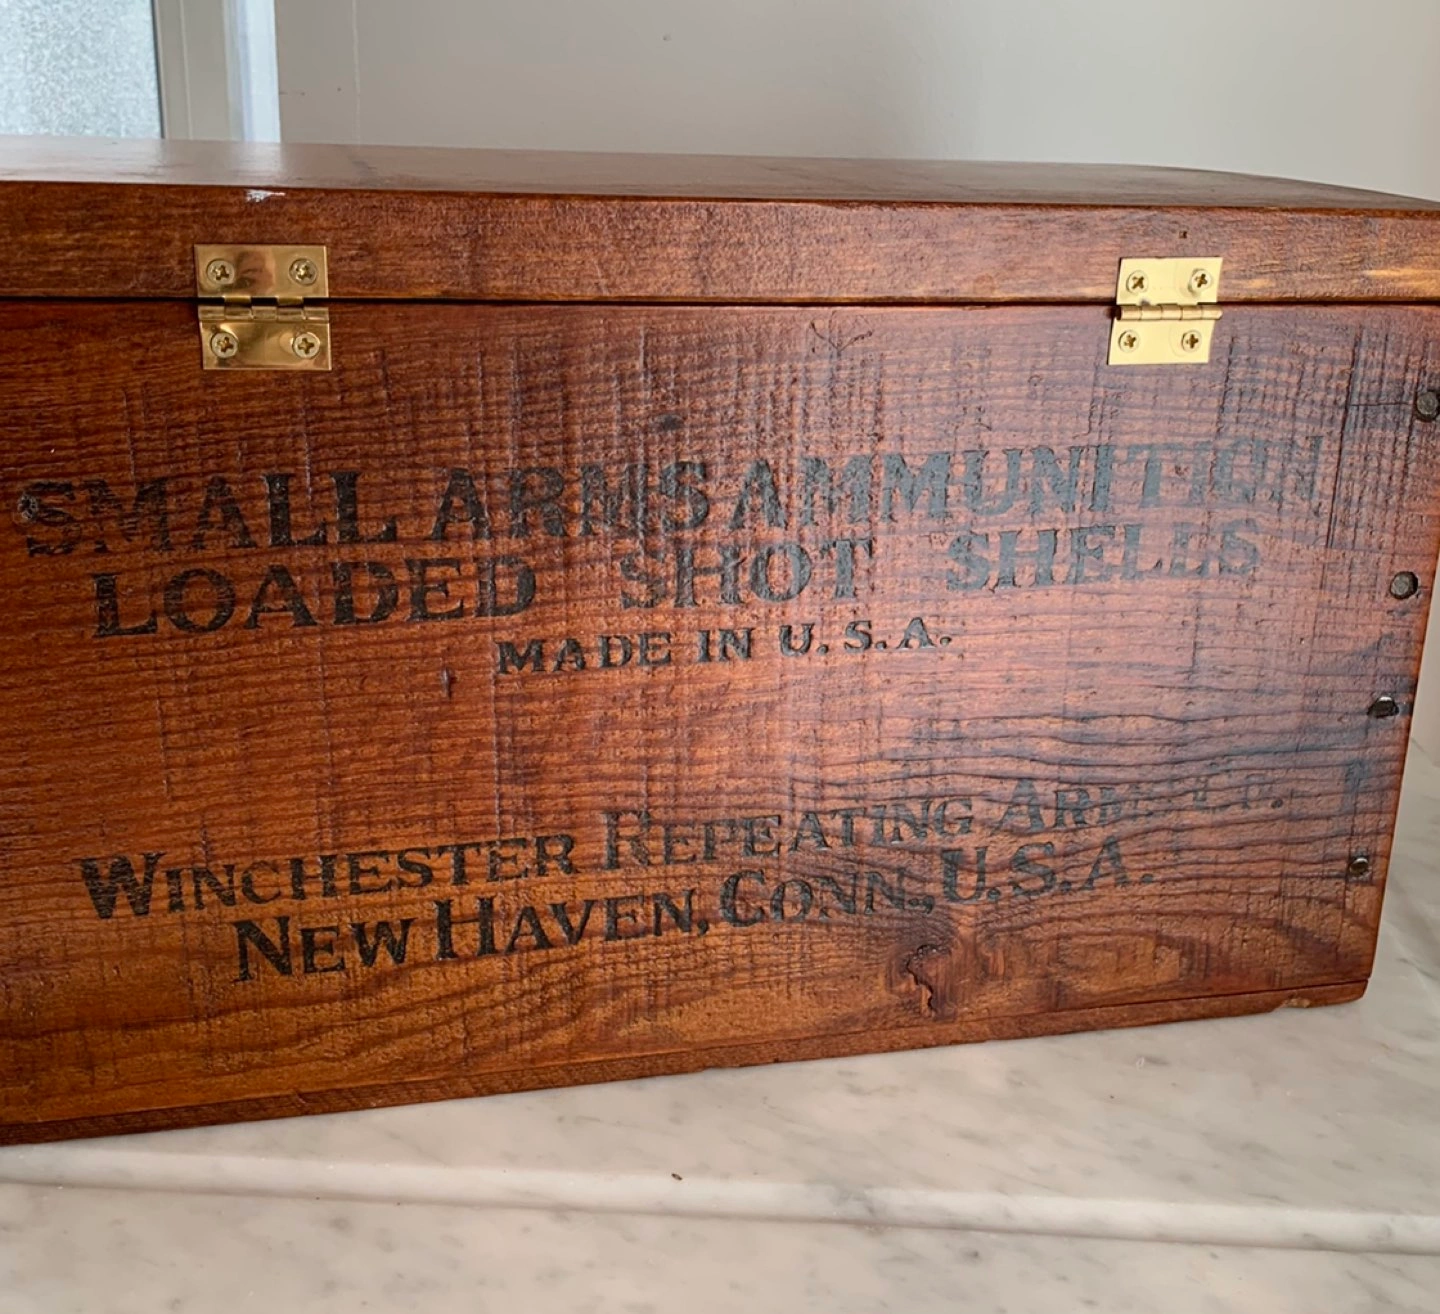 SMALL ARMS AMMUNITION
LOADED SHOT SHELLS
MADE IN U.S.A.
WINCHESTER REPEATING
NEW HAVEN, CONN., U.S.A.